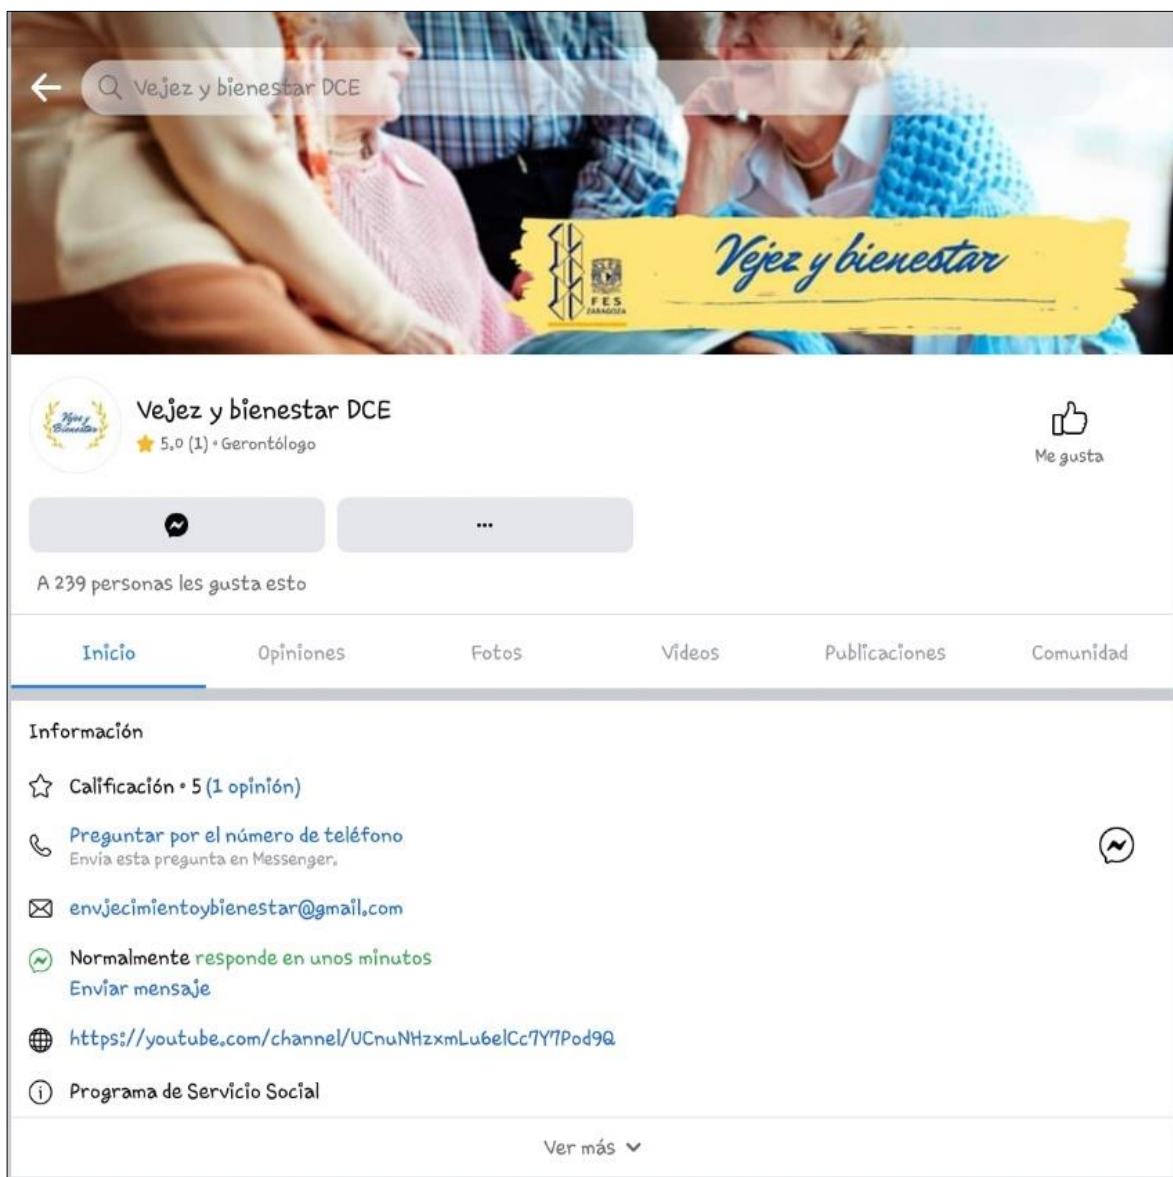 Vejez y bienestar DCE
Vejez y bienestar
FES
ZARAGOZA
Vejez y
Bienestar
Vejez y bienestar DCE
5,0 (1) • Gerontólogo
Me gusta
A 239 personas les gusta esto
Inicio Opiniones Fotos Videos Publicaciones Comunidad
Información
Calificación • 5 (1 opinión)
Preguntar por el número de teléfono
Envía esta pregunta en Messenger.
envjecimientoybienestar@gmail.com
Normalmente responde en unos minutos
Enviar mensaje
https://youtube.com/channel/UCnuNHzxmLu6elCc7Y7Pod9Q
Programa de Servicio Social
Ver más